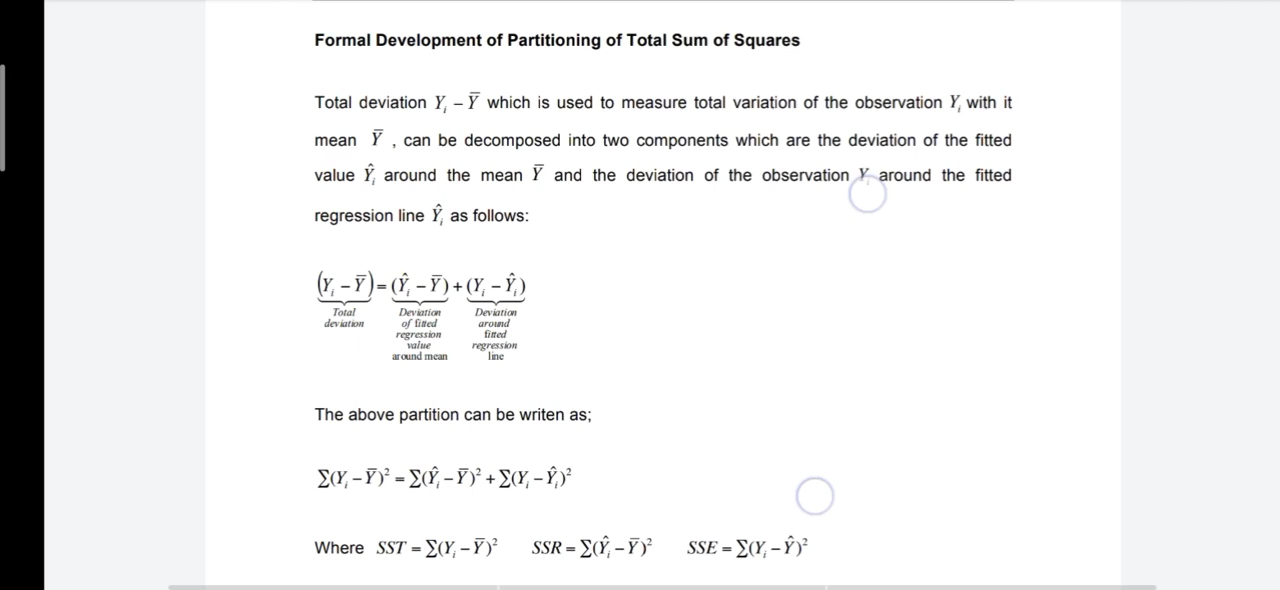 Formal Development of Partitioning of Total Sum of Squares
Total deviation Yᵢ − Ȳ which is used to measure total variation of the observation Yᵢ with it
mean Ȳ , can be decomposed into two components which are the deviation of the fitted
value Ŷᵢ around the mean Ȳ and the deviation of the observation Yᵢ around the fitted
regression line Ŷᵢ as follows:
(Yᵢ − Ȳ) = (Ŷᵢ − Ȳ) + (Yᵢ − Ŷᵢ)
Total Deviation Deviation
deviation of fitted around
regression fitted
value regression
around mean line
The above partition can be writen as;
∑(Yᵢ − Ȳ)² = ∑(Ŷᵢ − Ȳ)² + ∑(Yᵢ − Ŷᵢ)²
Where SST = ∑(Yᵢ − Ȳ)² SSR = ∑(Ŷᵢ − Ȳ)² SSE = ∑(Yᵢ − Ŷ)²